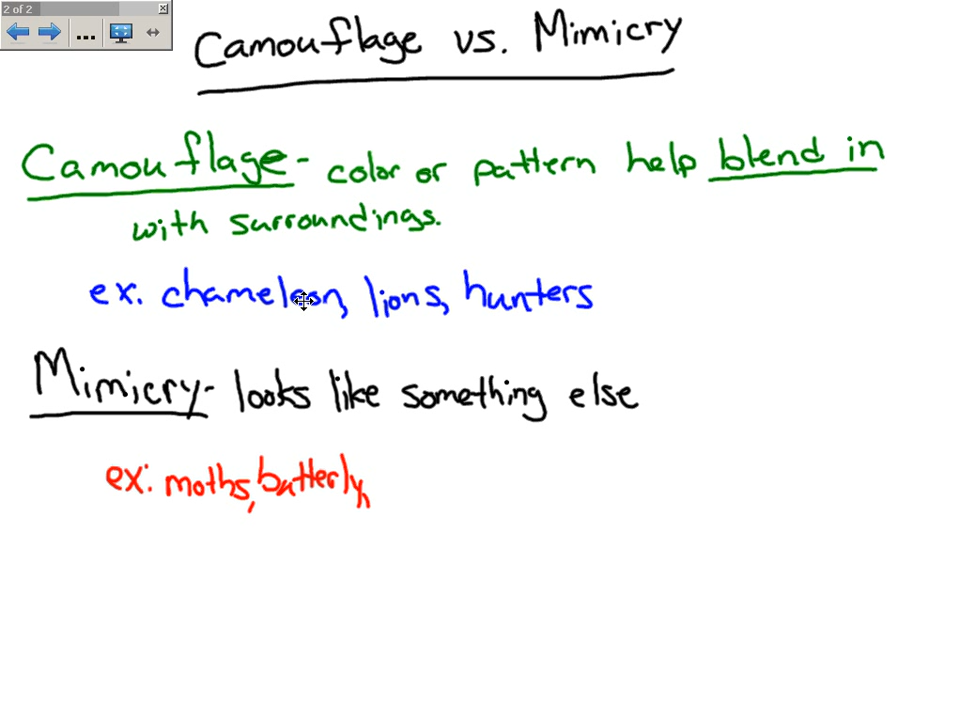 2 of 2
Camouflage vs. Mimicry
Camouflage - color or pattern help blend in
with surroundings.
ex. chameleon, lions, hunters
Mimicry - looks like something else
ex: moths, butterly,